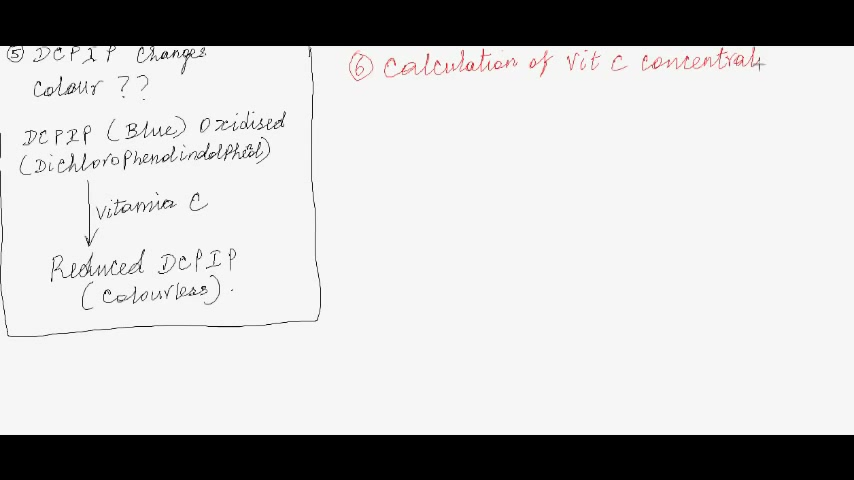 ⑤ DCPIP Changes
Colour ??
DCPIP (Blue) Oxidised
(Dichlorophenolindolphenol)
Vitamin C
Reduced DCPIP
(Colourless).
⑥ Calculation of Vit C concentrat